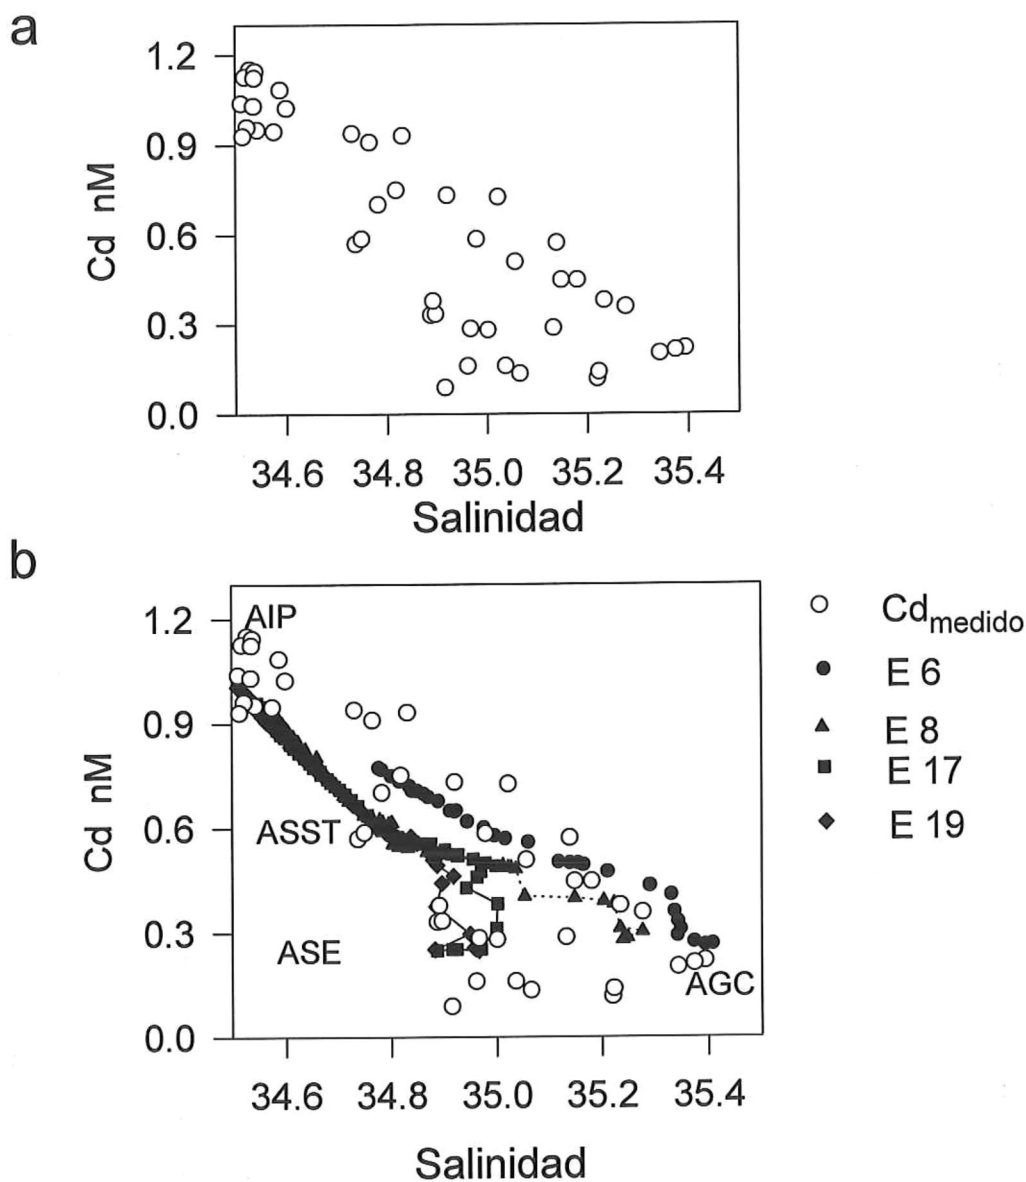 a
1.2
0.9
0.6
0.3
0.0
Cd nM
34.6 34.8 35.0 35.2 35.4
Salinidad
b
1.2
0.9
0.6
0.3
0.0
Cd nM
AIP
ASST
ASE
AGC
34.6 34.8 35.0 35.2 35.4
Salinidad
Cdmedido
E 6
E 8
E 17
E 19